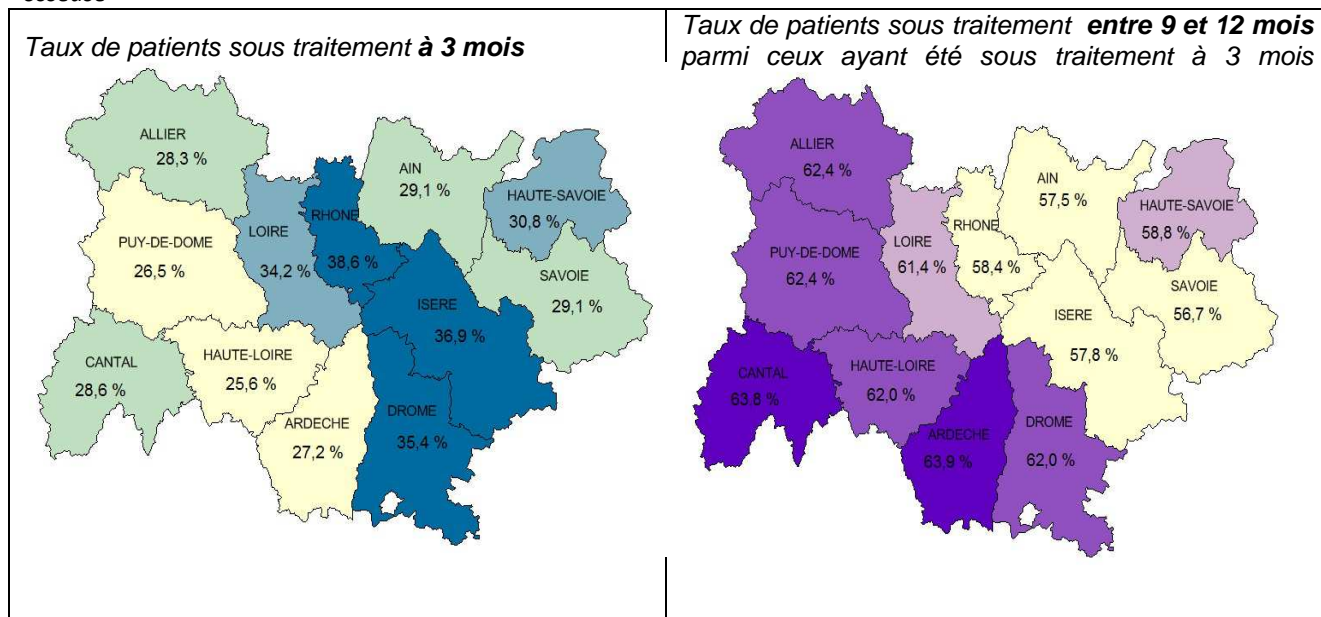 Taux de patients sous traitement à 3 mois
ALLIER
28,3 %
AIN
29,1 %
HAUTE-SAVOIE
30,8 %
RHONE
38,6 %
LOIRE
34,2 %
PUY-DE-DOME
26,5 %
SAVOIE
29,1 %
ISERE
36,9 %
CANTAL
28,6 %
HAUTE-LOIRE
25,6 %
ARDECHE
27,2 %
DROME
35,4 %
Taux de patients sous traitement entre 9 et 12 mois
parmi ceux ayant été sous traitement à 3 mois
ALLIER
62,4 %
AIN
57,5 %
HAUTE-SAVOIE
58,8 %
RHONE
58,4 %
LOIRE
61,4 %
PUY-DE-DOME
62,4 %
SAVOIE
56,7 %
ISERE
57,8 %
CANTAL
63,8 %
HAUTE-LOIRE
62,0 %
ARDECHE
63,9 %
DROME
62,0 %